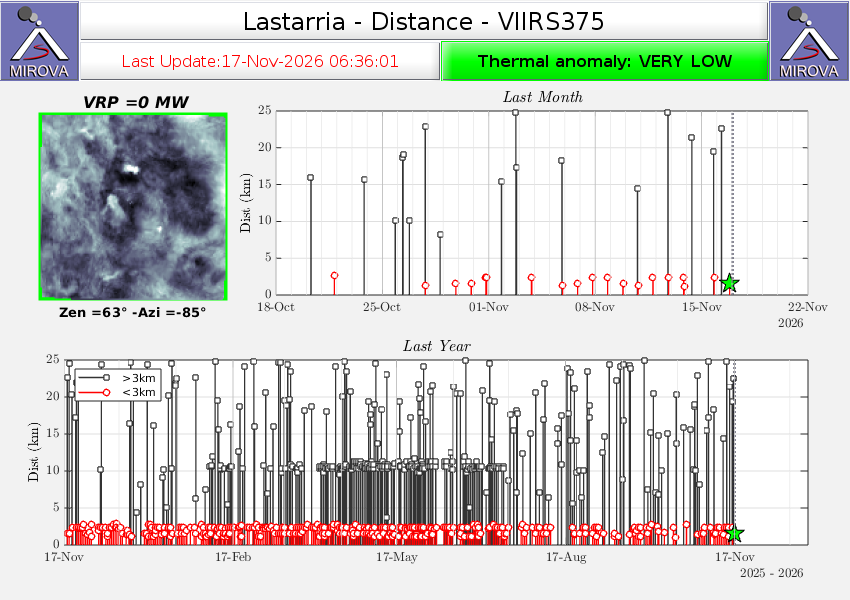 Lastarria - Distance - VIIRS375
MIROVA
Last Update:17-Nov-2026 06:36:01
Thermal anomaly: VERY LOW
MIROVA
VRP =0 MW
Zen =63° -Azi =-85°
Last Month
Dist (km)
25
20
15
10
5
0
18-Oct 25-Oct 01-Nov 08-Nov 15-Nov 22-Nov
2026
Last Year
Dist (km)
25
20
15
10
5
0
>3km
<3km
17-Nov 17-Feb 17-May 17-Aug 17-Nov
2025 - 2026